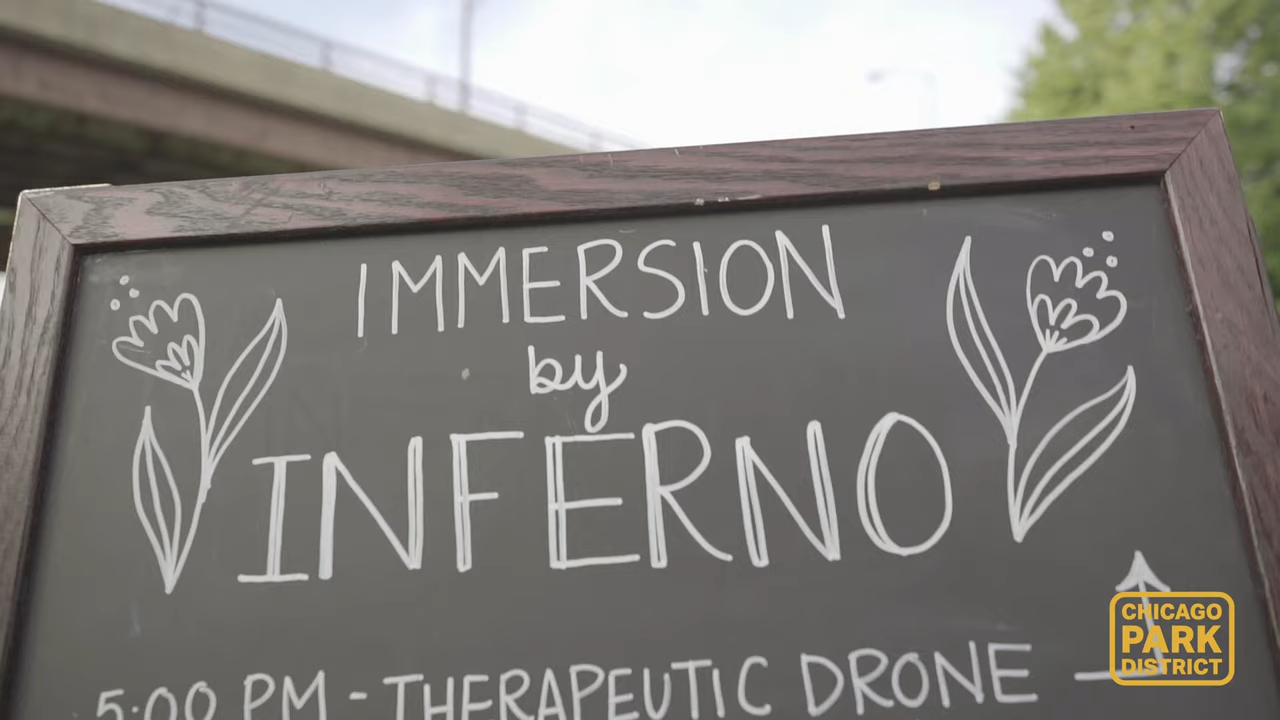 IMMERSION
by
INFERNO
5:00 PM - THERAPEUTIC DRONE
CHICAGO
PARK
DISTRICT